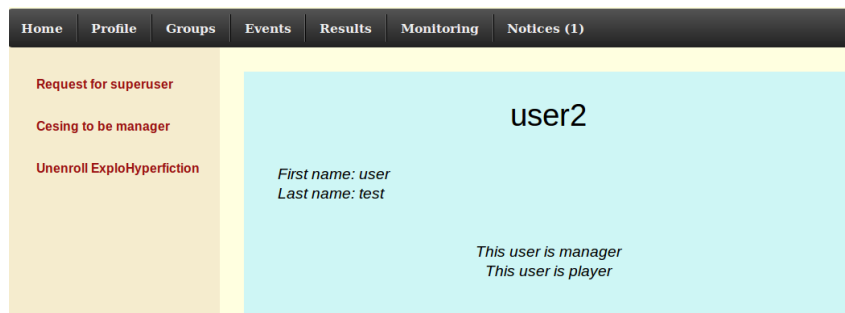 Home Profile Groups Events Results Monitoring Notices (1)
Request for superuser
Cesing to be manager
Unenroll ExploHyperfiction
user2
First name: user
Last name: test
This user is manager
This user is player